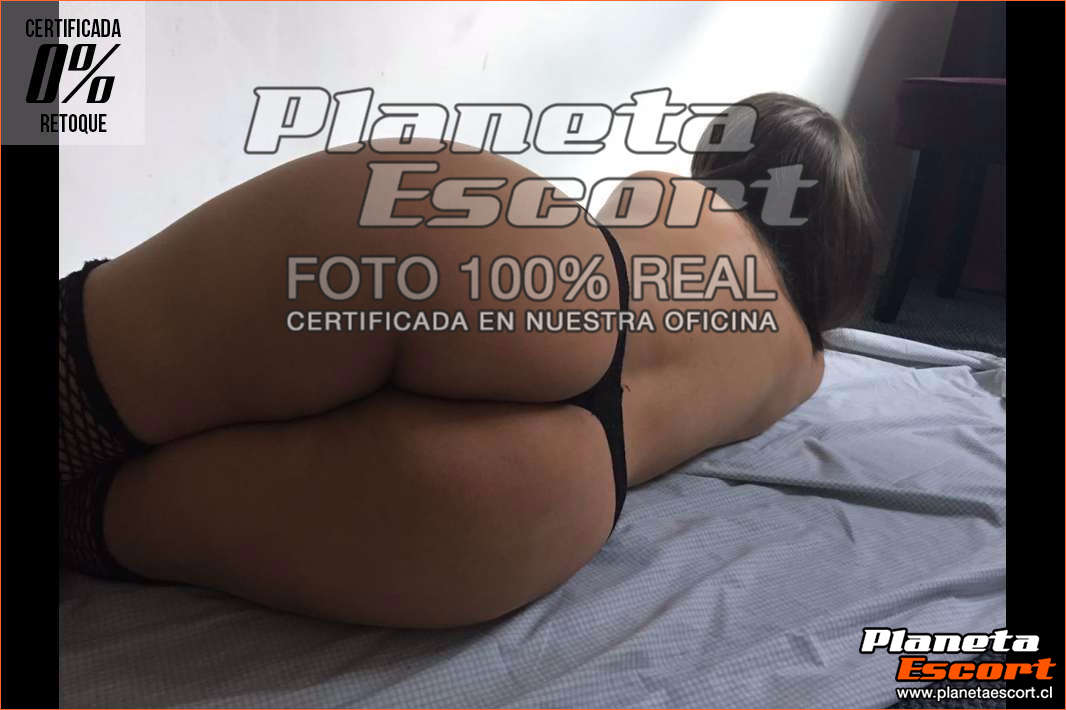 CERTIFICADA
0%
RETOQUE
Planeta
Escort
FOTO 100% REAL
CERTIFICADA EN NUESTRA OFICINA
Planeta
Escort
www.planetaescort.cl